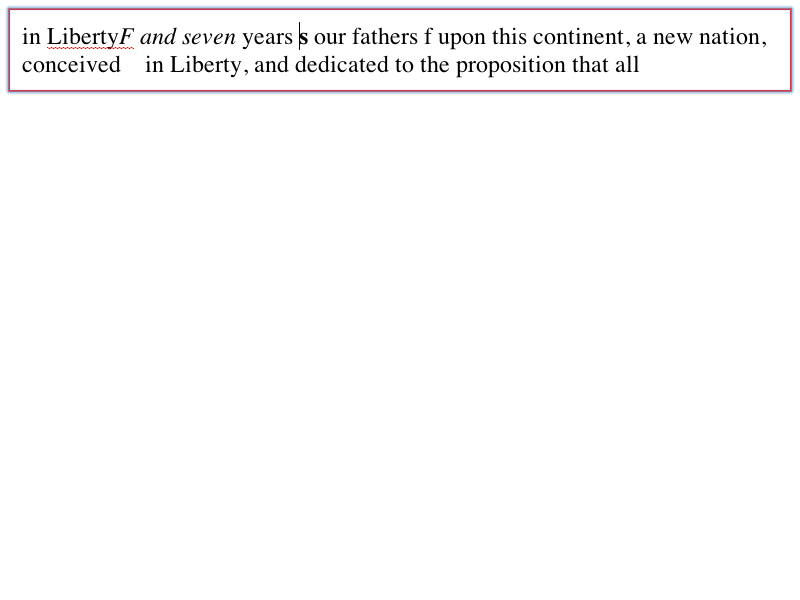 in LibertyF and seven years s our fathers f upon this continent, a new nation,
conceived    in Liberty, and dedicated to the proposition that all